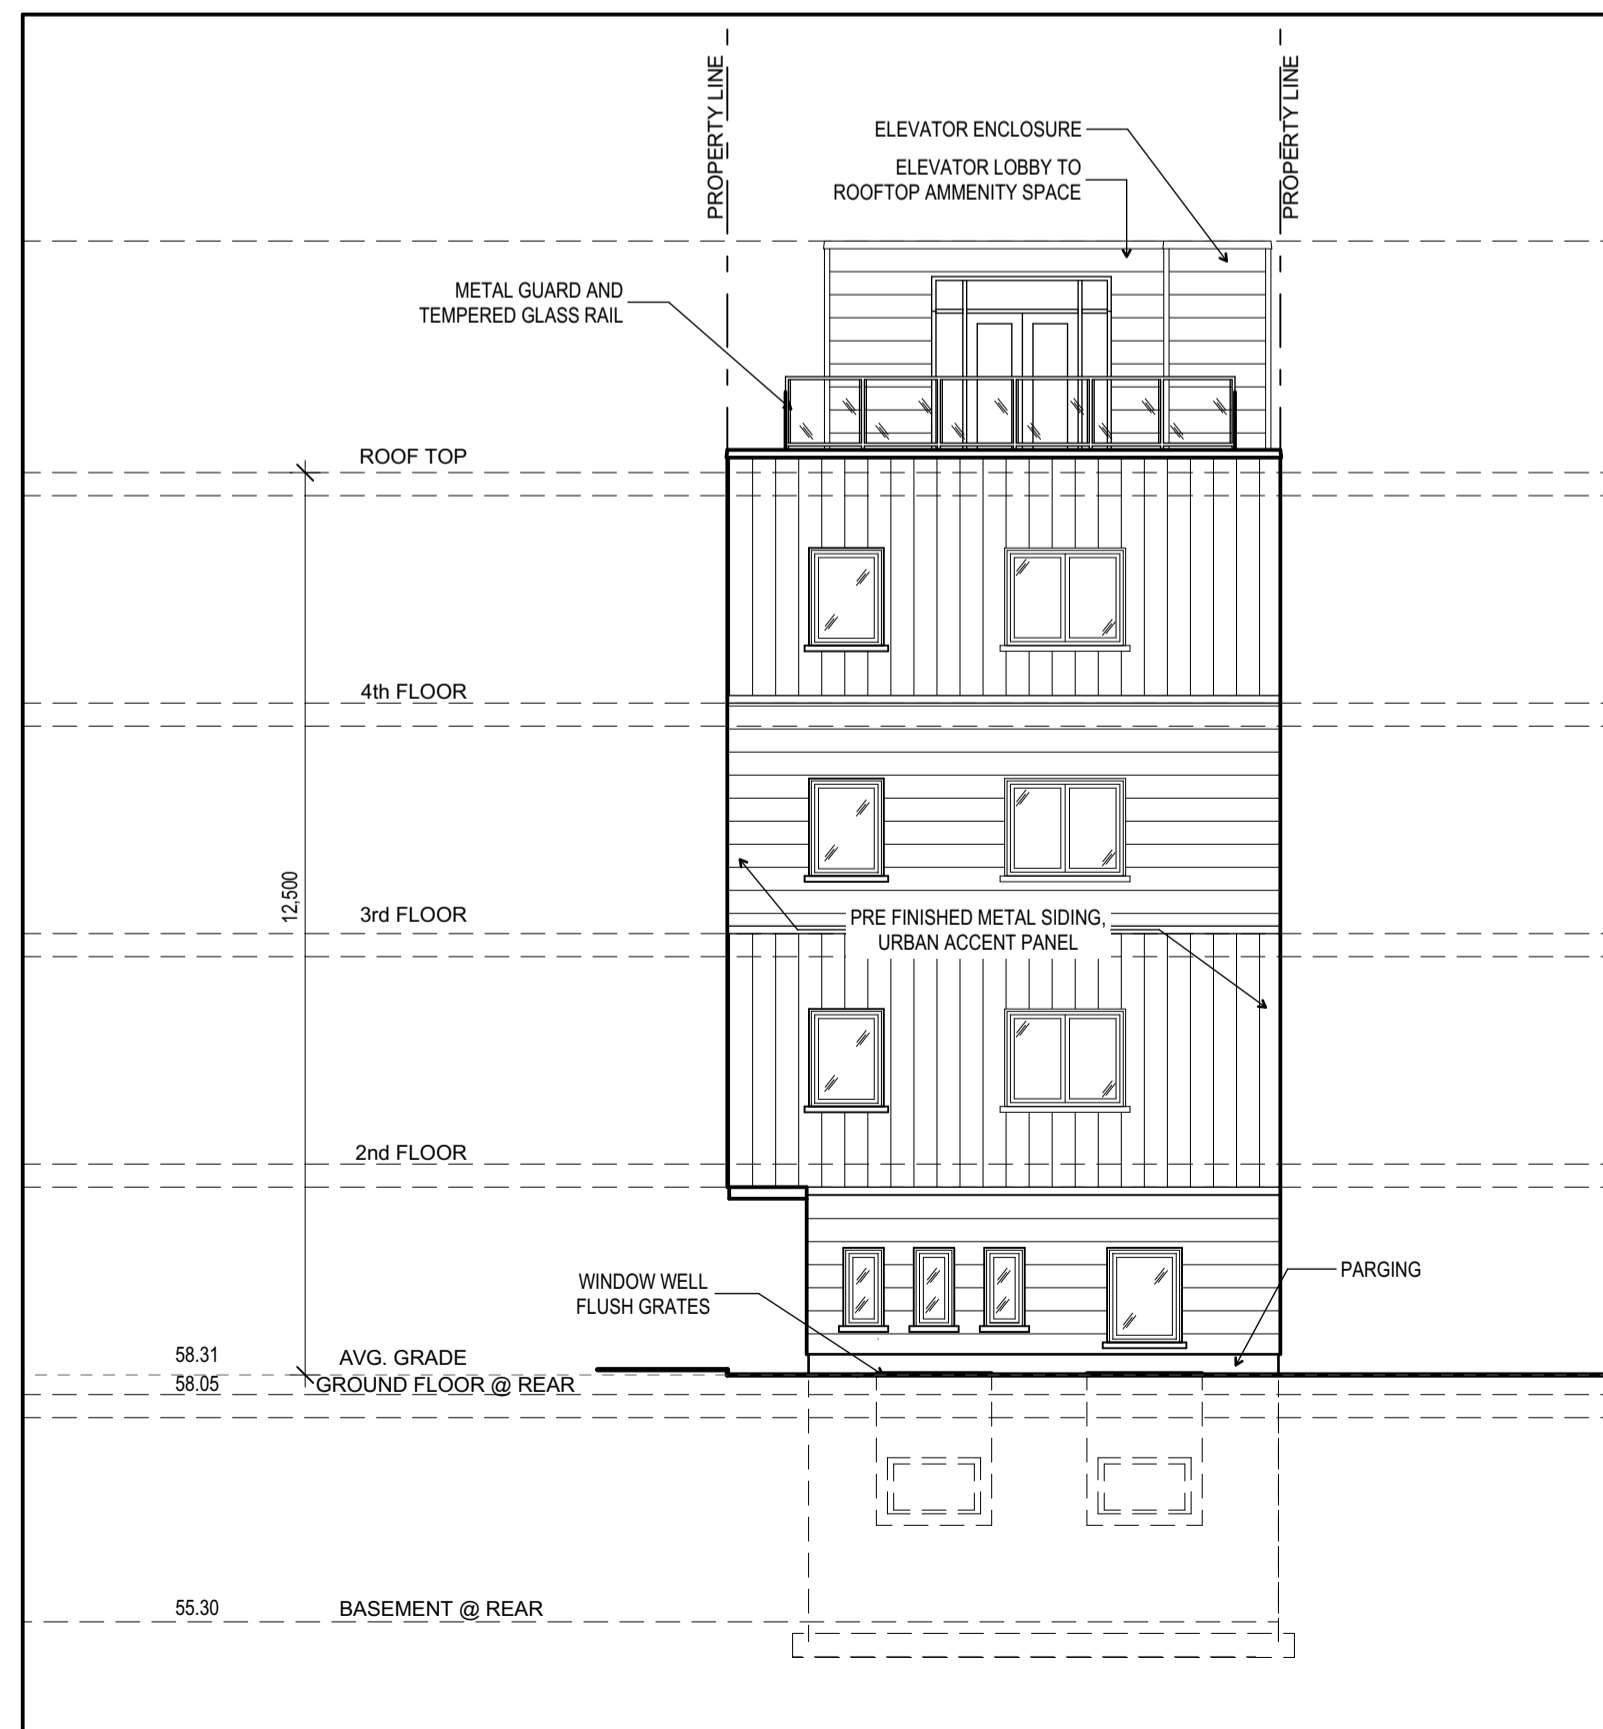 PROPERTY LINE
PROPERTY LINE
ELEVATOR ENCLOSURE
ELEVATOR LOBBY TO
ROOFTOP AMMENITY SPACE
METAL GUARD AND
TEMPERED GLASS RAIL
ROOF TOP
4th FLOOR
12,500
3rd FLOOR
PRE FINISHED METAL SIDING,
URBAN ACCENT PANEL
2nd FLOOR
WINDOW WELL
FLUSH GRATES
PARGING
58.31
AVG. GRADE
58.05
GROUND FLOOR @ REAR
55.30
BASEMENT @ REAR